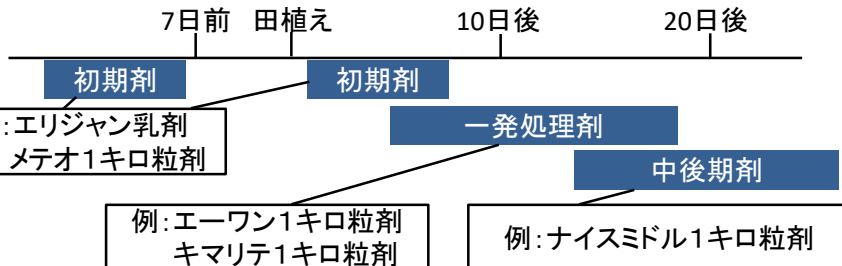 7日前 田植え 10日後 20日後
初期剤 初期剤
:エリジャン乳剤
メテオ1キロ粒剤
一発処理剤
中後期剤
例:エーワン1キロ粒剤
キマリテ1キロ粒剤
例:ナイスミドル1キロ粒剤